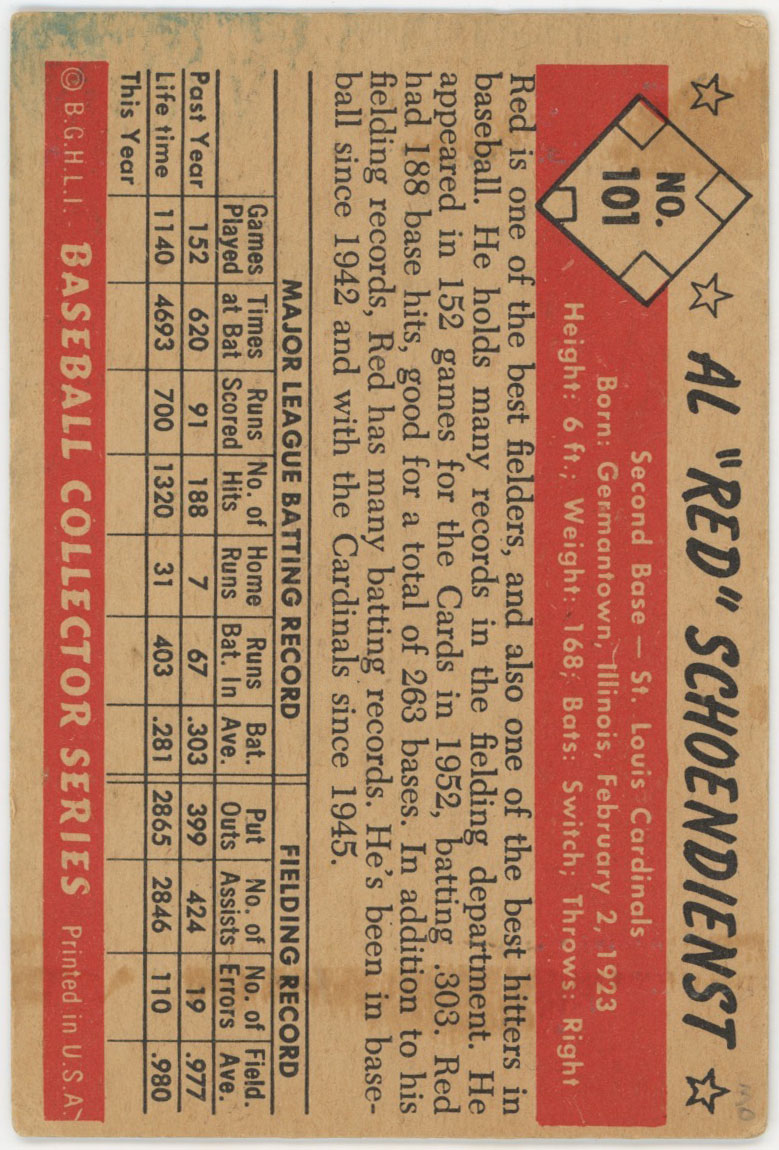 AL "RED" SCHOENDIENST
NO.
101
Second Base — St. Louis Cardinals
Born: Germantown, Illinois, February 2, 1923
Height: 6 ft.; Weight: 168; Bats: Switch; Throws: Right
Red is one of the best fielders, and also one of the best hitters in
baseball. He holds many records in the fielding department. He
appeared in 152 games for the Cards in 1952, batting .303. Red
had 188 base hits, good for a total of 263 bases. In addition to his
fielding records, Red has many batting records. He's been in base-
ball since 1942 and with the Cardinals since 1945.
MAJOR LEAGUE BATTING RECORD FIELDING RECORD
Games Times Runs No. of Home Runs Bat. Put No. of No. of Field.
Played at Bat Scored Hits Runs Bat. In Ave. Outs Assists Errors Ave.
Past Year 152 620 91 188 7 67 .303 399 424 19 .977
Life time 1140 4693 700 1320 31 403 .281 2865 2846 110 .980
This Year
© B.G.H.L.I. BASEBALL COLLECTOR SERIES Printed in U.S.A.